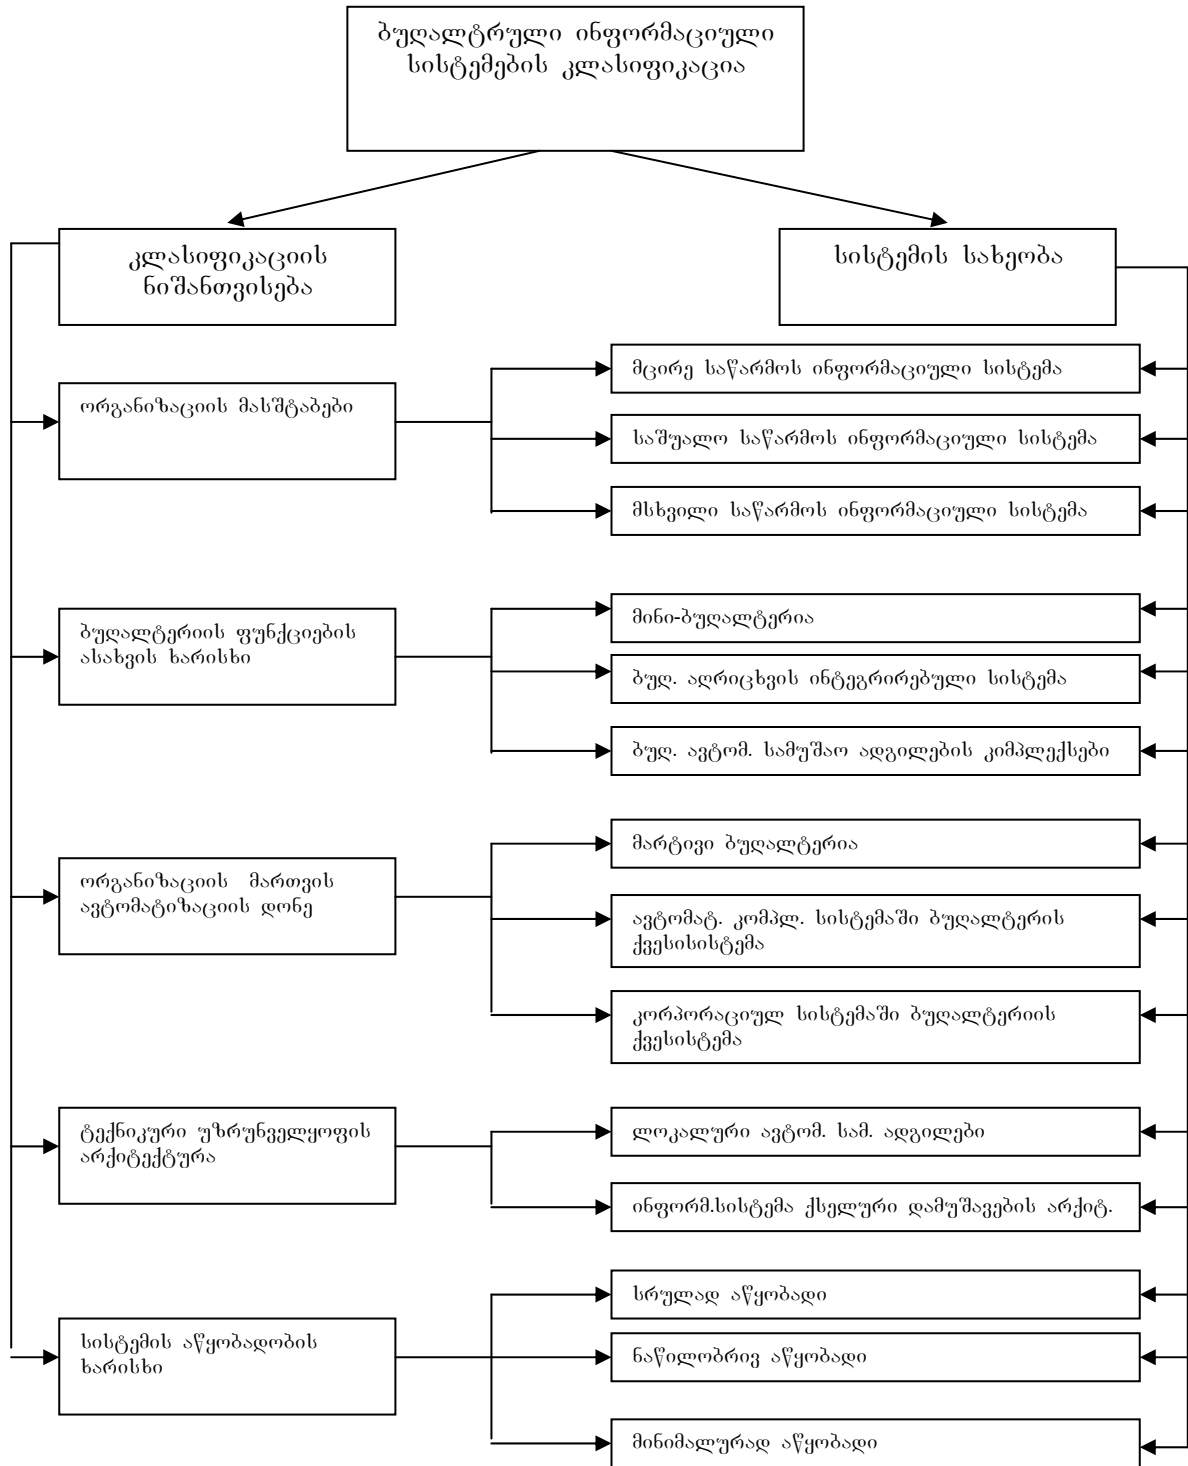 ბუღალტრული ინფორმაციული
სისტემების კლასიფიკაცია
კლასიფიკაციის
ნიშანთვისება
სისტემის სახეობა
ორგანიზაციის მასშტაბები
მცირე საწარმოს ინფორმაციული სისტემა
საშუალო საწარმოს ინფორმაციული სისტემა
მსხვილი საწარმოს ინფორმაციული სისტემა
ბუღალტერიის ფუნქციების
ასახვის ხარისხი
მინი-ბუღალტერია
ბუღ. აღრიცხვის ინტეგრირებული სისტემა
ბუღ. ავტომ. სამუშაო ადგილების კიმპლექსები
ორგანიზაციის მართვის
ავტომატიზაციის დონე
მარტივი ბუღალტერია
ავტომატ. კომპლ. სისტემაში ბუღალტერის
ქვესისისტემა
კორპორაციულ სისტემაში ბუღალტერიის
ქვესისტემა
ტექნიკური უზრუნველყოფის
არქიტექტურა
ლოკალური ავტომ. სამ. ადგილები
ინფორმ.სისტემა ქსელური დამუშავების არქიტ.
სისტემის აწყობადობის
ხარისხი
სრულად აწყობადი
ნაწილობრივ აწყობადი
მინიმალურად აწყობადი